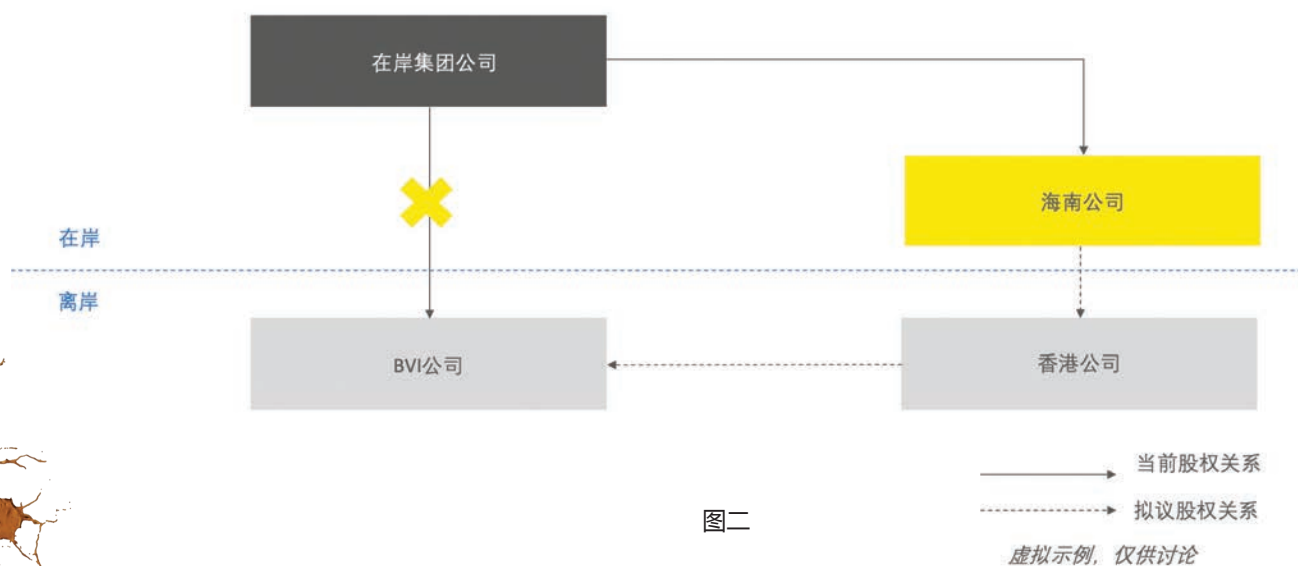 在岸集团公司
海南公司
在岸
离岸
BVI公司
香港公司
当前股权关系
拟议股权关系
图二
虚拟示例，仅供讨论